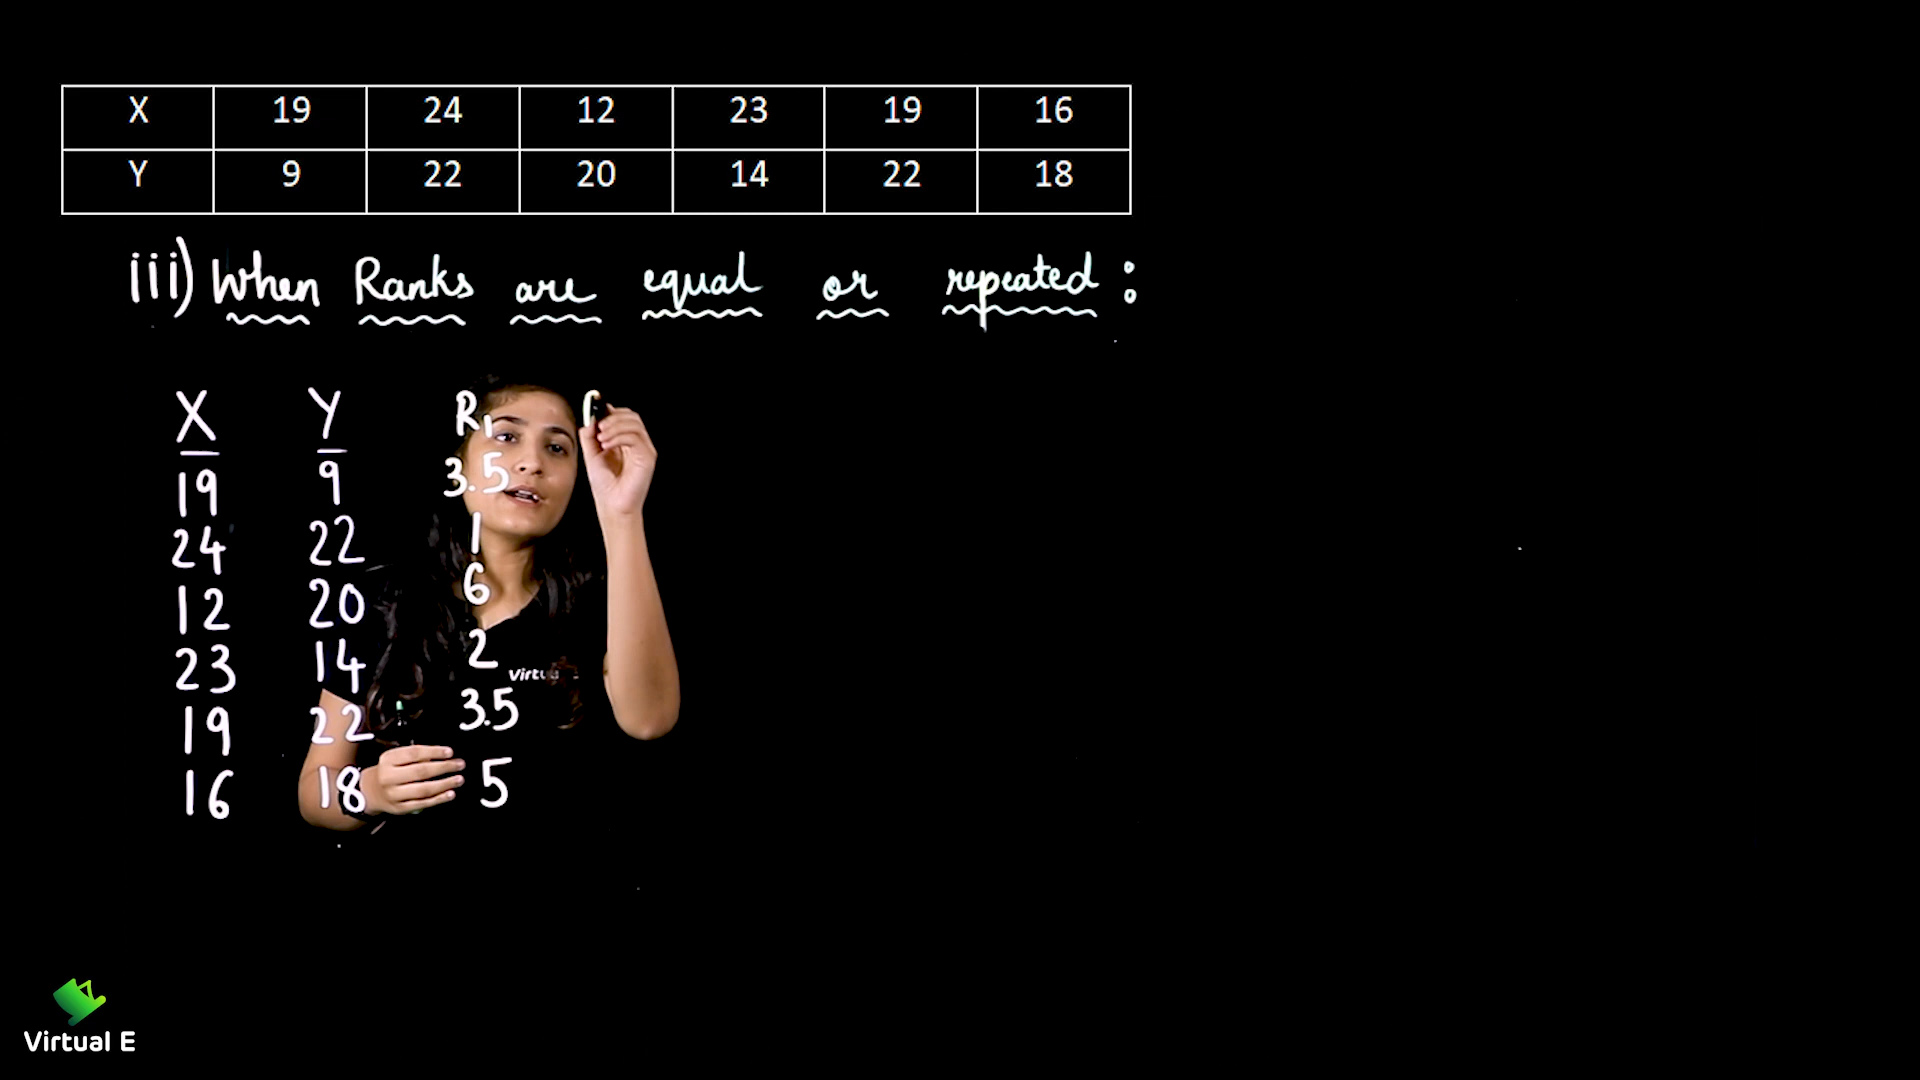 X 19 24 12 23 19 16
Y 9 22 20 14 22 18
iii) When Ranks are equal or repeated :
X Y R1
19 9 3.5
24 22 1
12 20 6
23 14 2
19 22 3.5
16 18 5
Virtual E